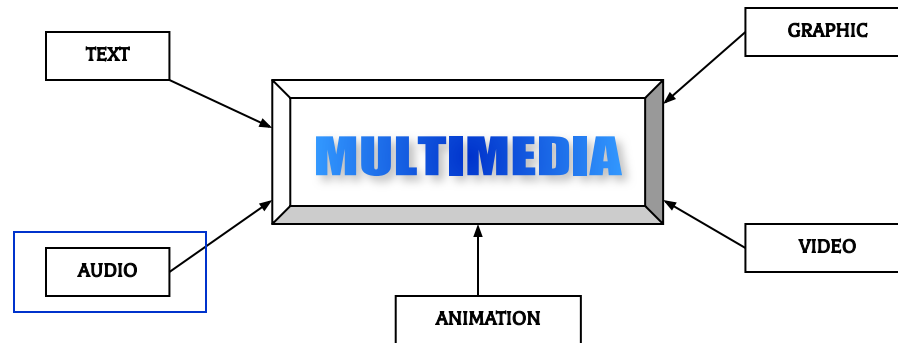 GRAPHIC
TEXT
MULTIMEDIA
VIDEO
AUDIO
ANIMATION